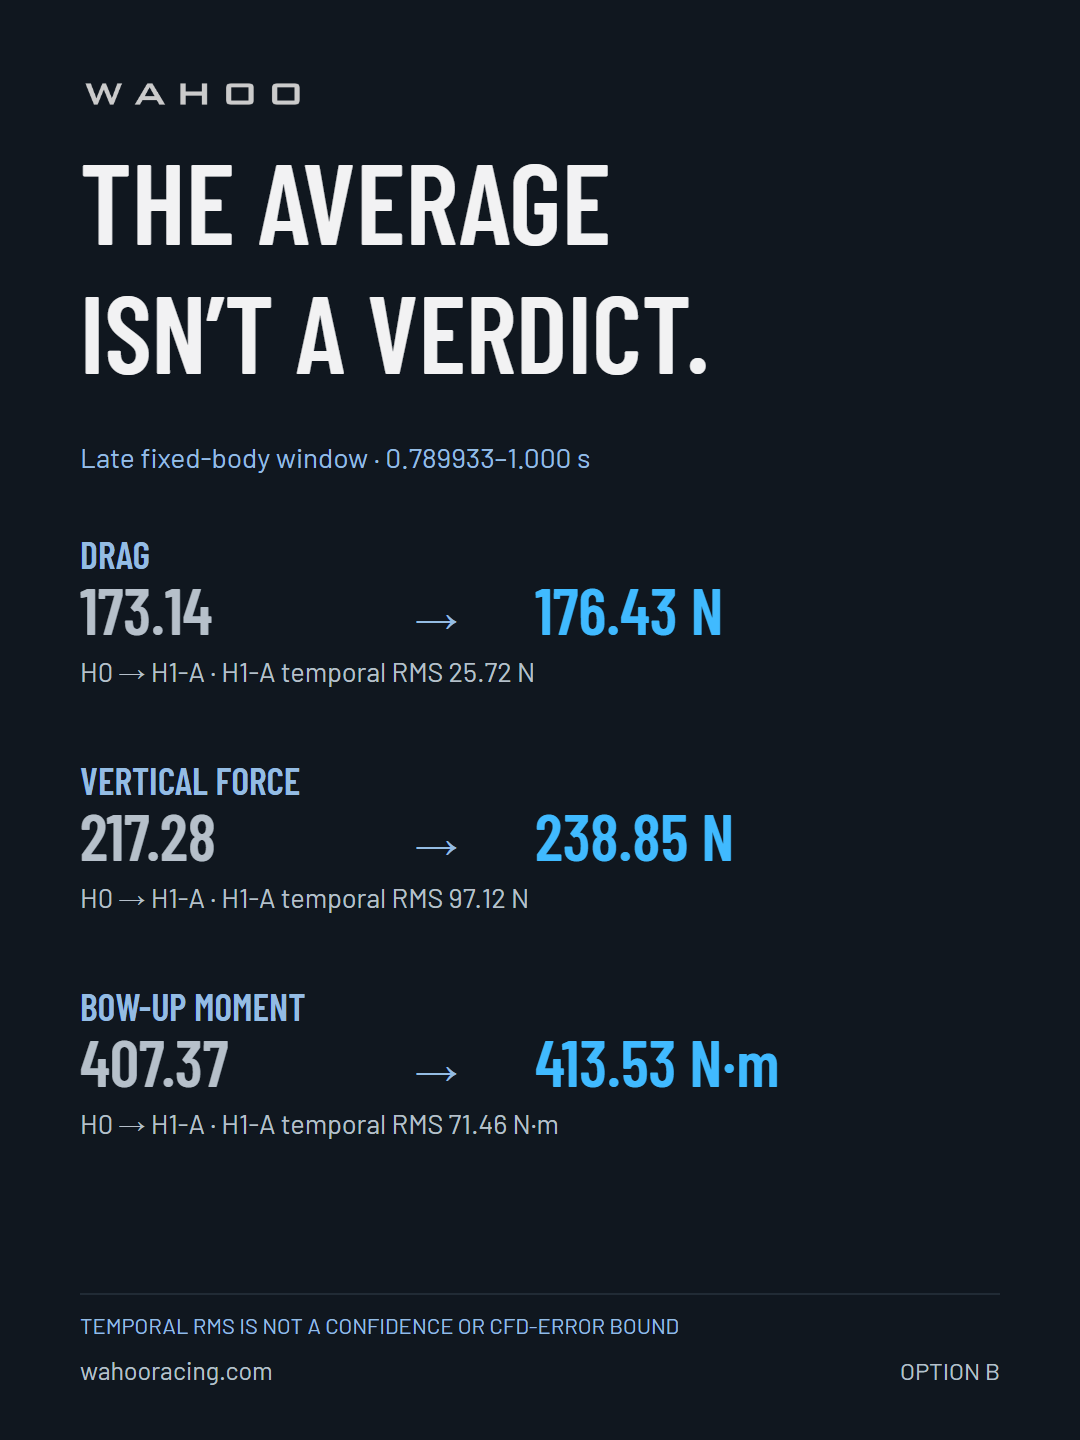 WAHOO
THE AVERAGE
ISN’T A VERDICT.
Late fixed-body window · 0.789933–1.000 s
DRAG
173.14 → 176.43 N
H0 → H1-A · H1-A temporal RMS 25.72 N
VERTICAL FORCE
217.28 → 238.85 N
H0 → H1-A · H1-A temporal RMS 97.12 N
BOW-UP MOMENT
407.37 → 413.53 N·m
H0 → H1-A · H1-A temporal RMS 71.46 N·m
TEMPORAL RMS IS NOT A CONFIDENCE OR CFD-ERROR BOUND
wahooracing.com OPTION B